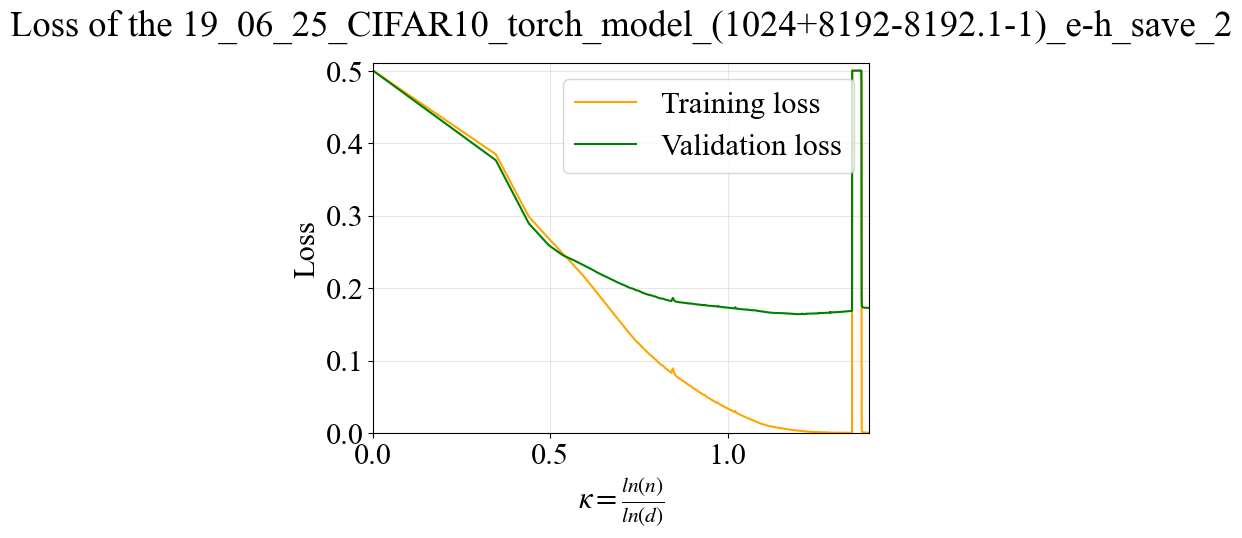 Loss of the 19_06_25_CIFAR10_torch_model_(1024+8192-8192.1-1)_e-h_save_2
0.5
Training loss
Validation loss
0.4
0.3
Loss
0.2
0.1
0.0
0.0 0.5 1.0
κ = ln(n) / ln(d)